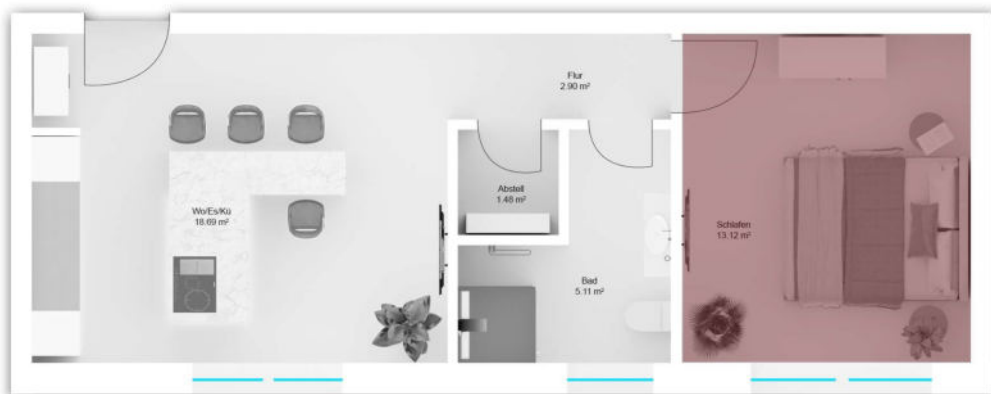 Flur
2.90 m²
Abstell
1.48 m²
Wo/Es/Kü
18.69 m²
Schlafen
13.12 m²
Bad
5.11 m²